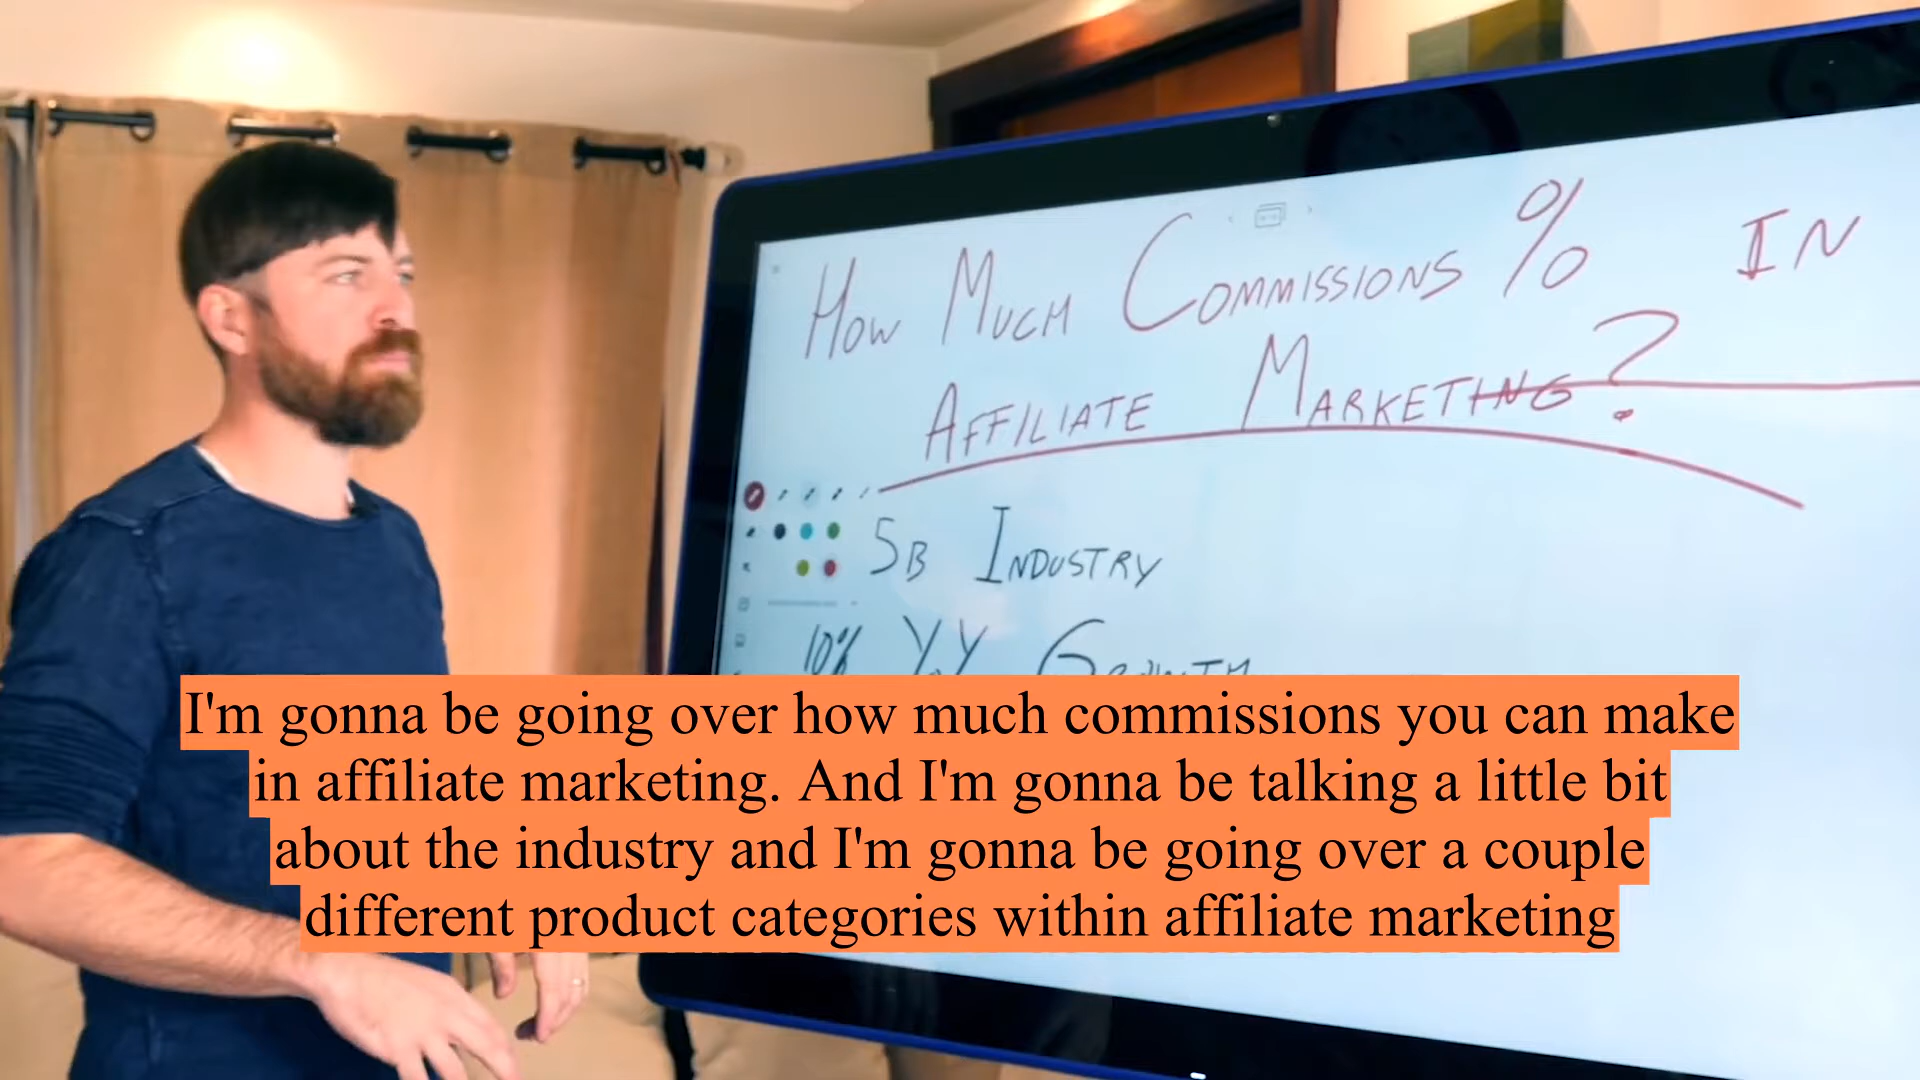 HOW MUCH COMMISSIONS % IN
AFFILIATE MARKETING?
5B INDUSTRY
10% Y.Y GROWTH
I'm gonna be going over how much commissions you can make
in affiliate marketing. And I'm gonna be talking a little bit
about the industry and I'm gonna be going over a couple
different product categories within affiliate marketing